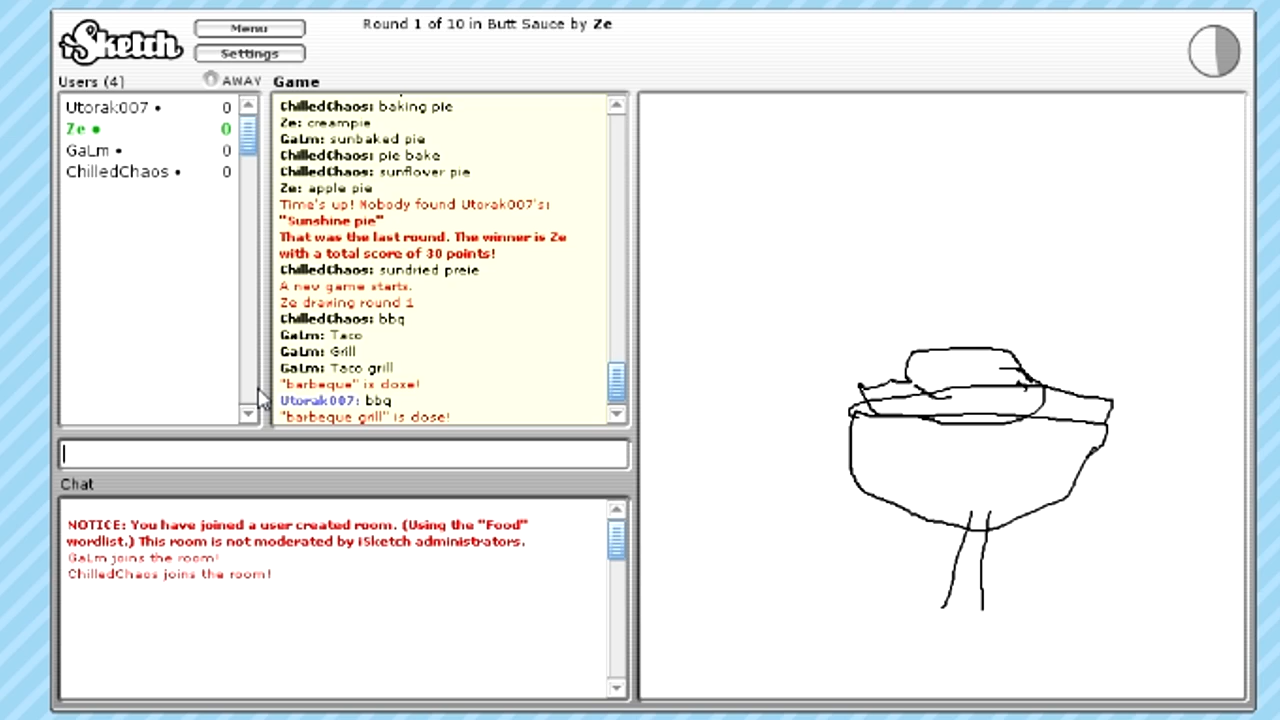 iSketch
Menu
Settings
Round 1 of 10 in Butt Sauce by Ze
Users (4)
AWAY
Utorak007 • 0
Ze • 0
GaLm • 0
ChilledChaos • 0
Game
ChilledChaos: baking pie
Ze: creampie
GaLm: sunbaked pie
ChilledChaos: pie bake
ChilledChaos: sunflower pie
Ze: apple pie
Time's up! Nobody found Utorak007's:
"Sunshine pie"
That was the last round. The winner is Ze
with a total score of 30 points!
ChilledChaos: sundried preie
A new game starts.
Ze drawing round 1
ChilledChaos: bbq
GaLm: Taco
GaLm: Grill
GaLm: Taco grill
"barbeque" is close!
Utorak007: bbq
"barbeque grill" is close!
Chat
NOTICE: You have joined a user created room. (Using the "Food"
wordlist.) This room is not moderated by iSketch administrators.
GaLm joins the room!
ChilledChaos joins the room!